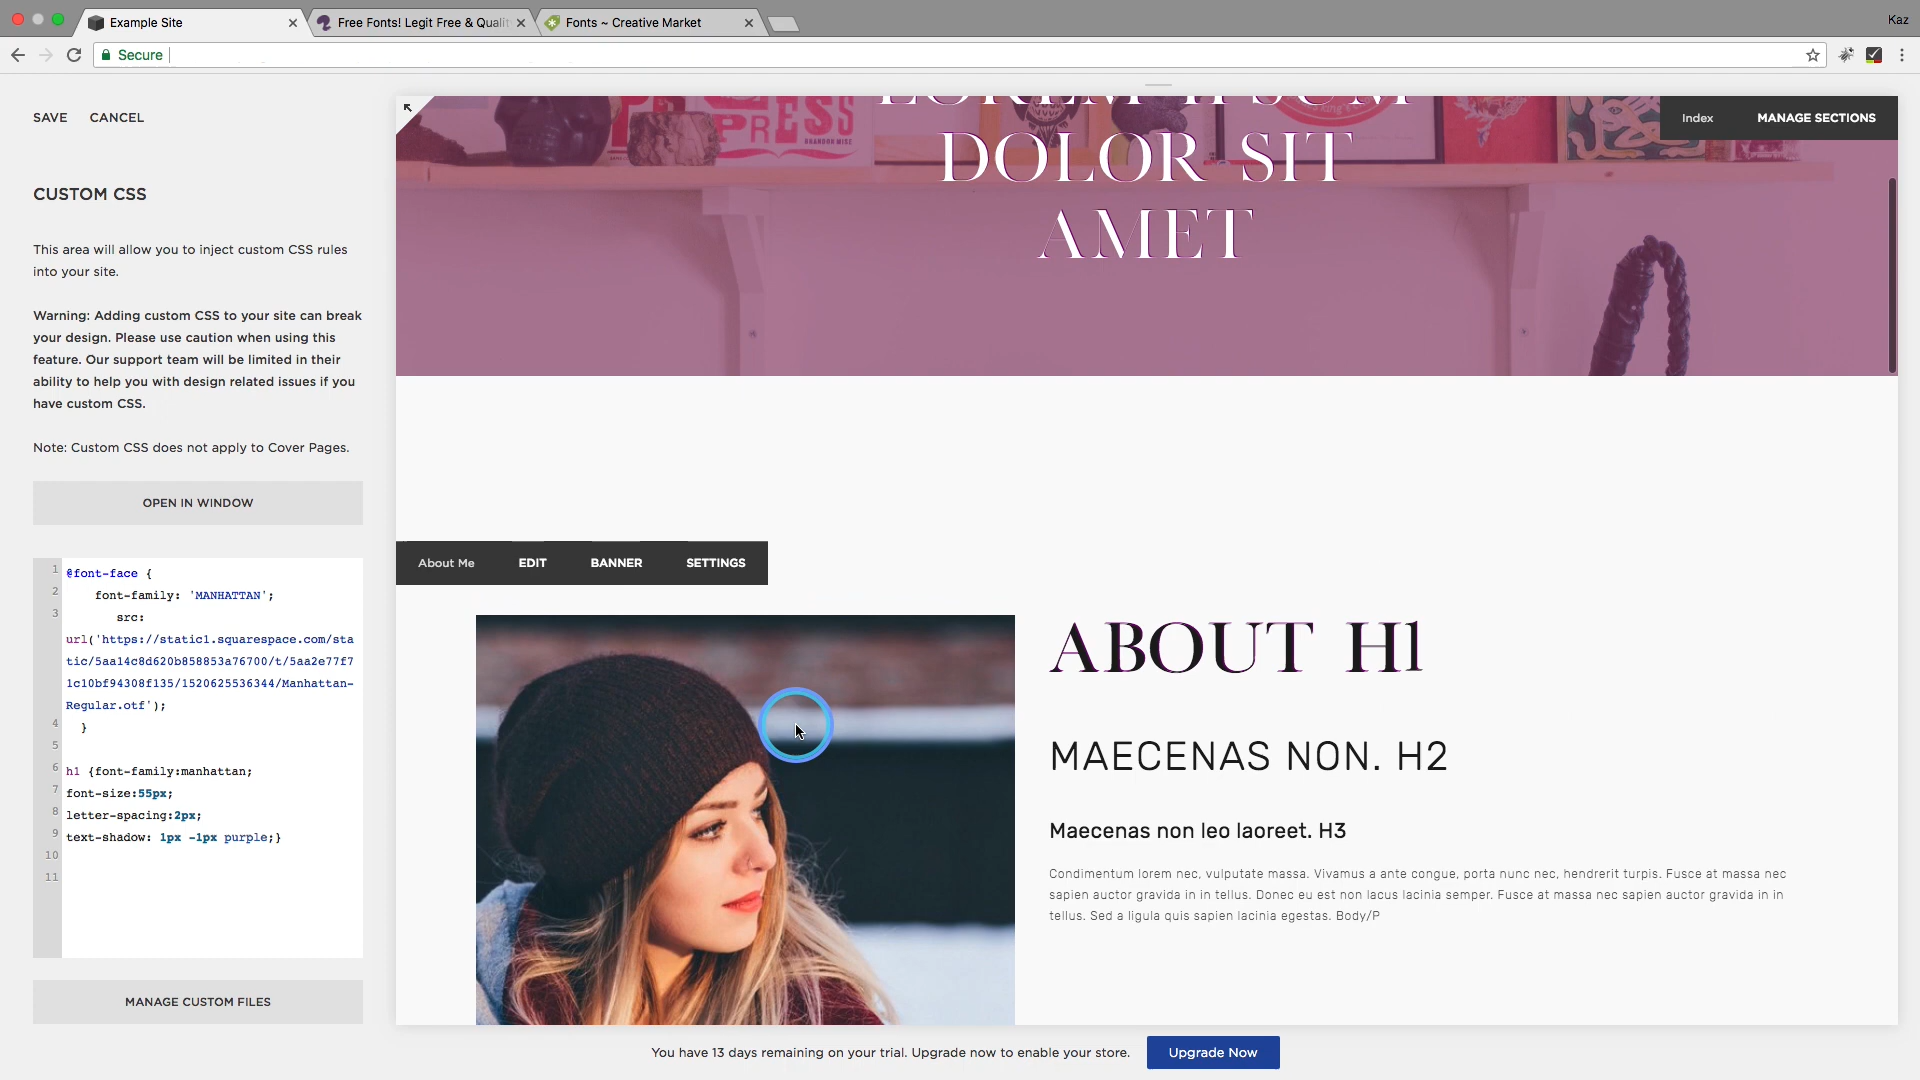 Example Site
Free Fonts! Legit Free & Qualit
Fonts ~ Creative Market
Kaz
Secure
SAVE CANCEL
CUSTOM CSS
This area will allow you to inject custom CSS rules
into your site.
Warning: Adding custom CSS to your site can break
your design. Please use caution when using this
feature. Our support team will be limited in their
ability to help you with design related issues if you
have custom CSS.
Note: Custom CSS does not apply to Cover Pages.
OPEN IN WINDOW
1 @font-face {
2 font-family: 'MANHATTAN';
3 src:
url('https://static1.squarespace.com/sta
tic/5aa14c8d620b858853a76700/t/5aa2e77f7
1c10bf94308f135/1520625536344/Manhattan-
Regular.otf');
4 }
5
6 h1 {font-family:manhattan;
7 font-size:55px;
8 letter-spacing:2px;
9 text-shadow: 1px -1px purple;}
10
11
MANAGE CUSTOM FILES
PRESS
LOREM IPSUM
DOLOR SIT
AMET
Index MANAGE SECTIONS
About Me EDIT BANNER SETTINGS
ABOUT H1
MAECENAS NON. H2
Maecenas non leo laoreet. H3
Condimentum lorem nec, vulputate massa. Vivamus a ante congue, porta nunc nec, hendrerit turpis. Fusce at massa nec
sapien auctor gravida in in tellus. Donec eu est non lacus lacinia semper. Fusce at massa nec sapien auctor gravida in in
tellus. Sed a ligula quis sapien lacinia egestas. Body/P
You have 13 days remaining on your trial. Upgrade now to enable your store.
Upgrade Now